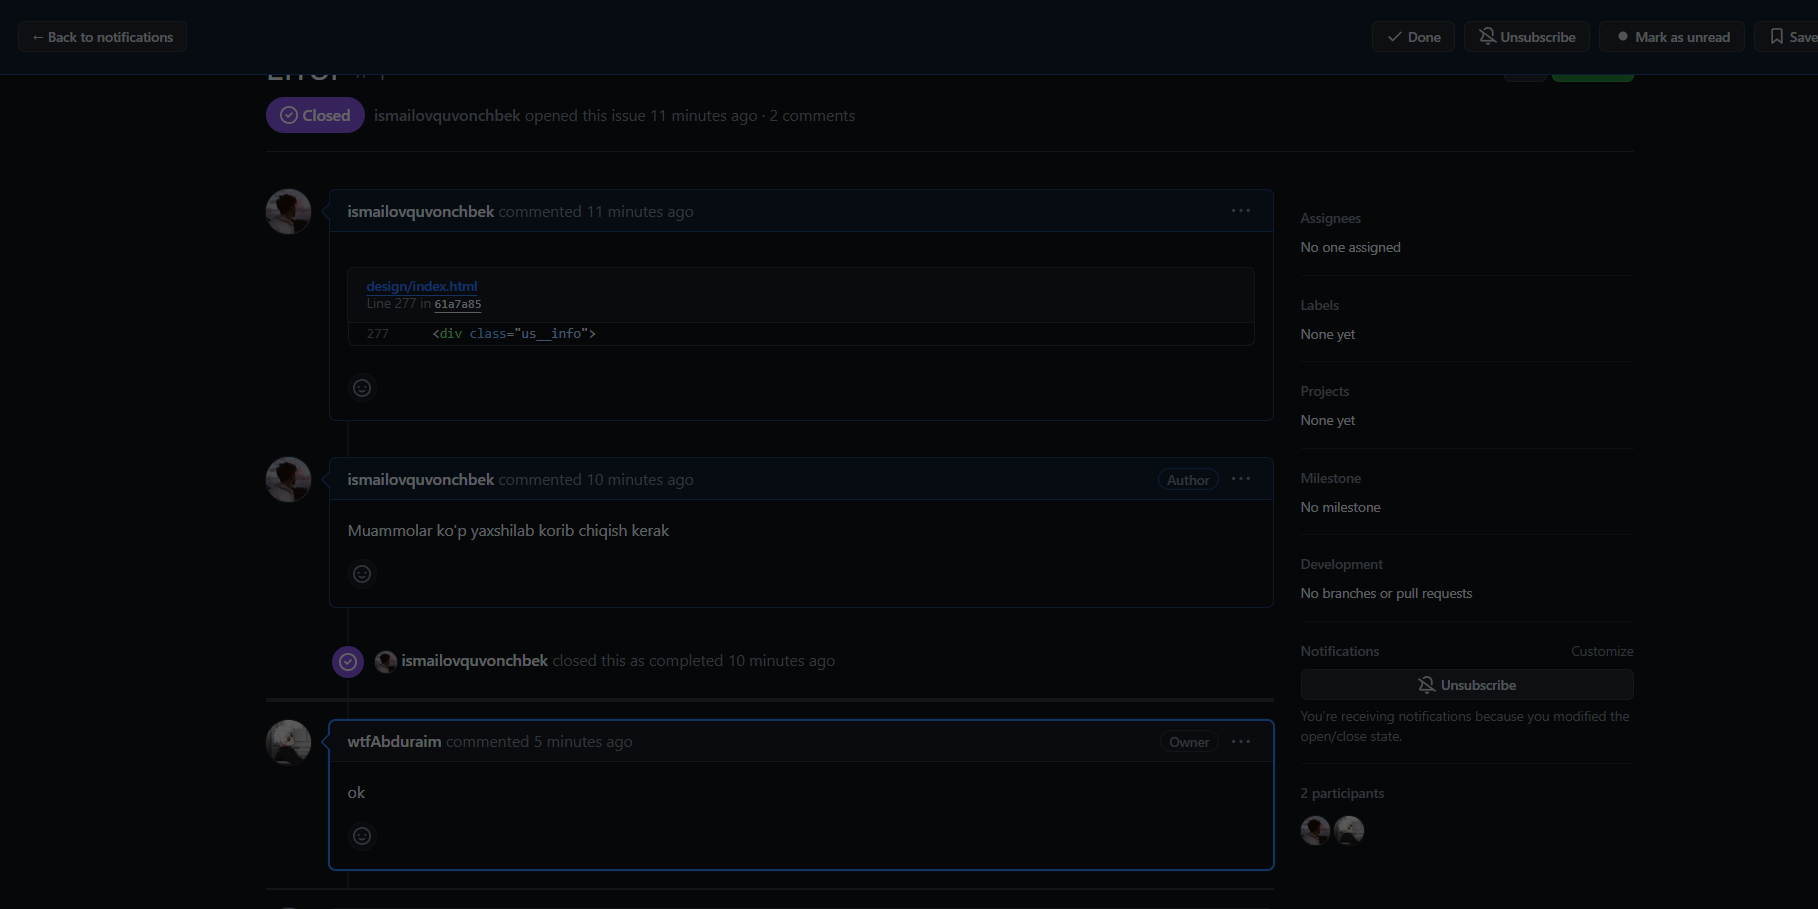 ← Back to notifications
Done
Unsubscribe
Mark as unread
Save
Closed
ismailovquvonchbek opened this issue 11 minutes ago · 2 comments
ismailovquvonchbek commented 11 minutes ago
design/index.html
Line 277 in 61a7a85
277 <div class="us__info">
ismailovquvonchbek commented 10 minutes ago
Author
Muammolar ko'p yaxshilab korib chiqish kerak
ismailovquvonchbek closed this as completed 10 minutes ago
wtfAbduraim commented 5 minutes ago
Owner
ok
Assignees
No one assigned
Labels
None yet
Projects
None yet
Milestone
No milestone
Development
No branches or pull requests
Notifications
Customize
Unsubscribe
You're receiving notifications because you modified the
open/close state.
2 participants